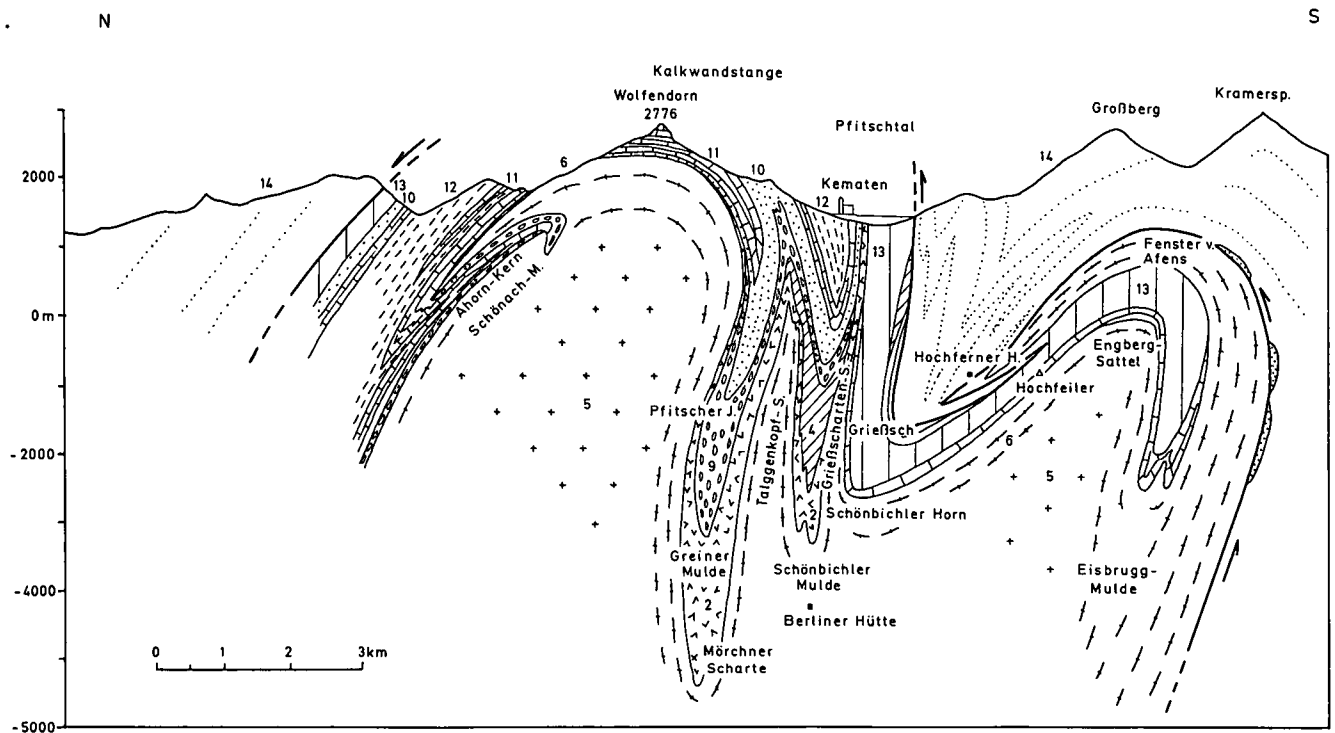 N
S
Kalkwandstange
Wolfendorn
2776
Pfitschtal
Großberg
Kramersp.
14
13
10
12
11
6
11
10
12
Kematen
13
14
2000
0 m
-2000
-4000
-5000
Ahorn-Kern
Schönach-M.
5
Pfitscher J.
9
Greiner
Mulde
2
Mörchner
Scharte
Talggenkopf-S.
4
2
Grießscharten-S.
Schönbichler Horn
Schönbichler
Mulde
Berliner Hütte
Grießsch
Hochferner H.
Hochfeiler
Fenster v.
Afens
13
Engberg
Sattel
6
5
Eisbrugg-
Mulde
0 1 2 3km